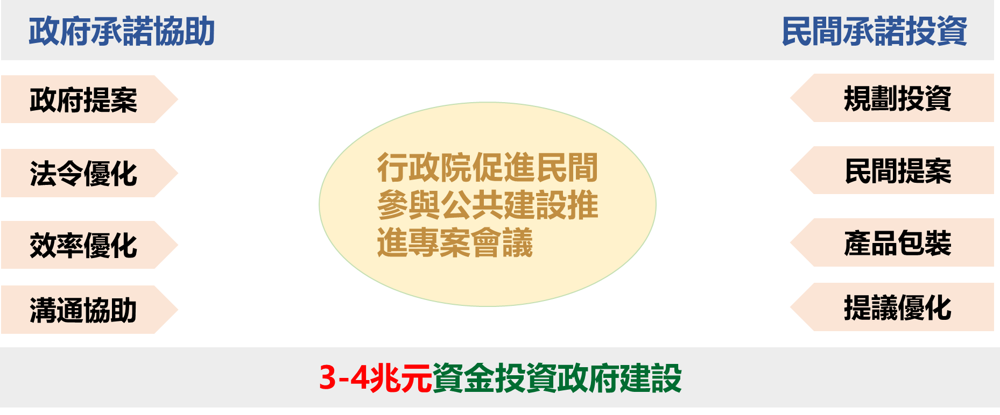 政府承諾協助
民間承諾投資
政府提案
法令優化
效率優化
溝通協助
行政院促進民間
參與公共建設推
進專案會議
規劃投資
民間提案
產品包裝
提議優化
3-4兆元資金投資政府建設